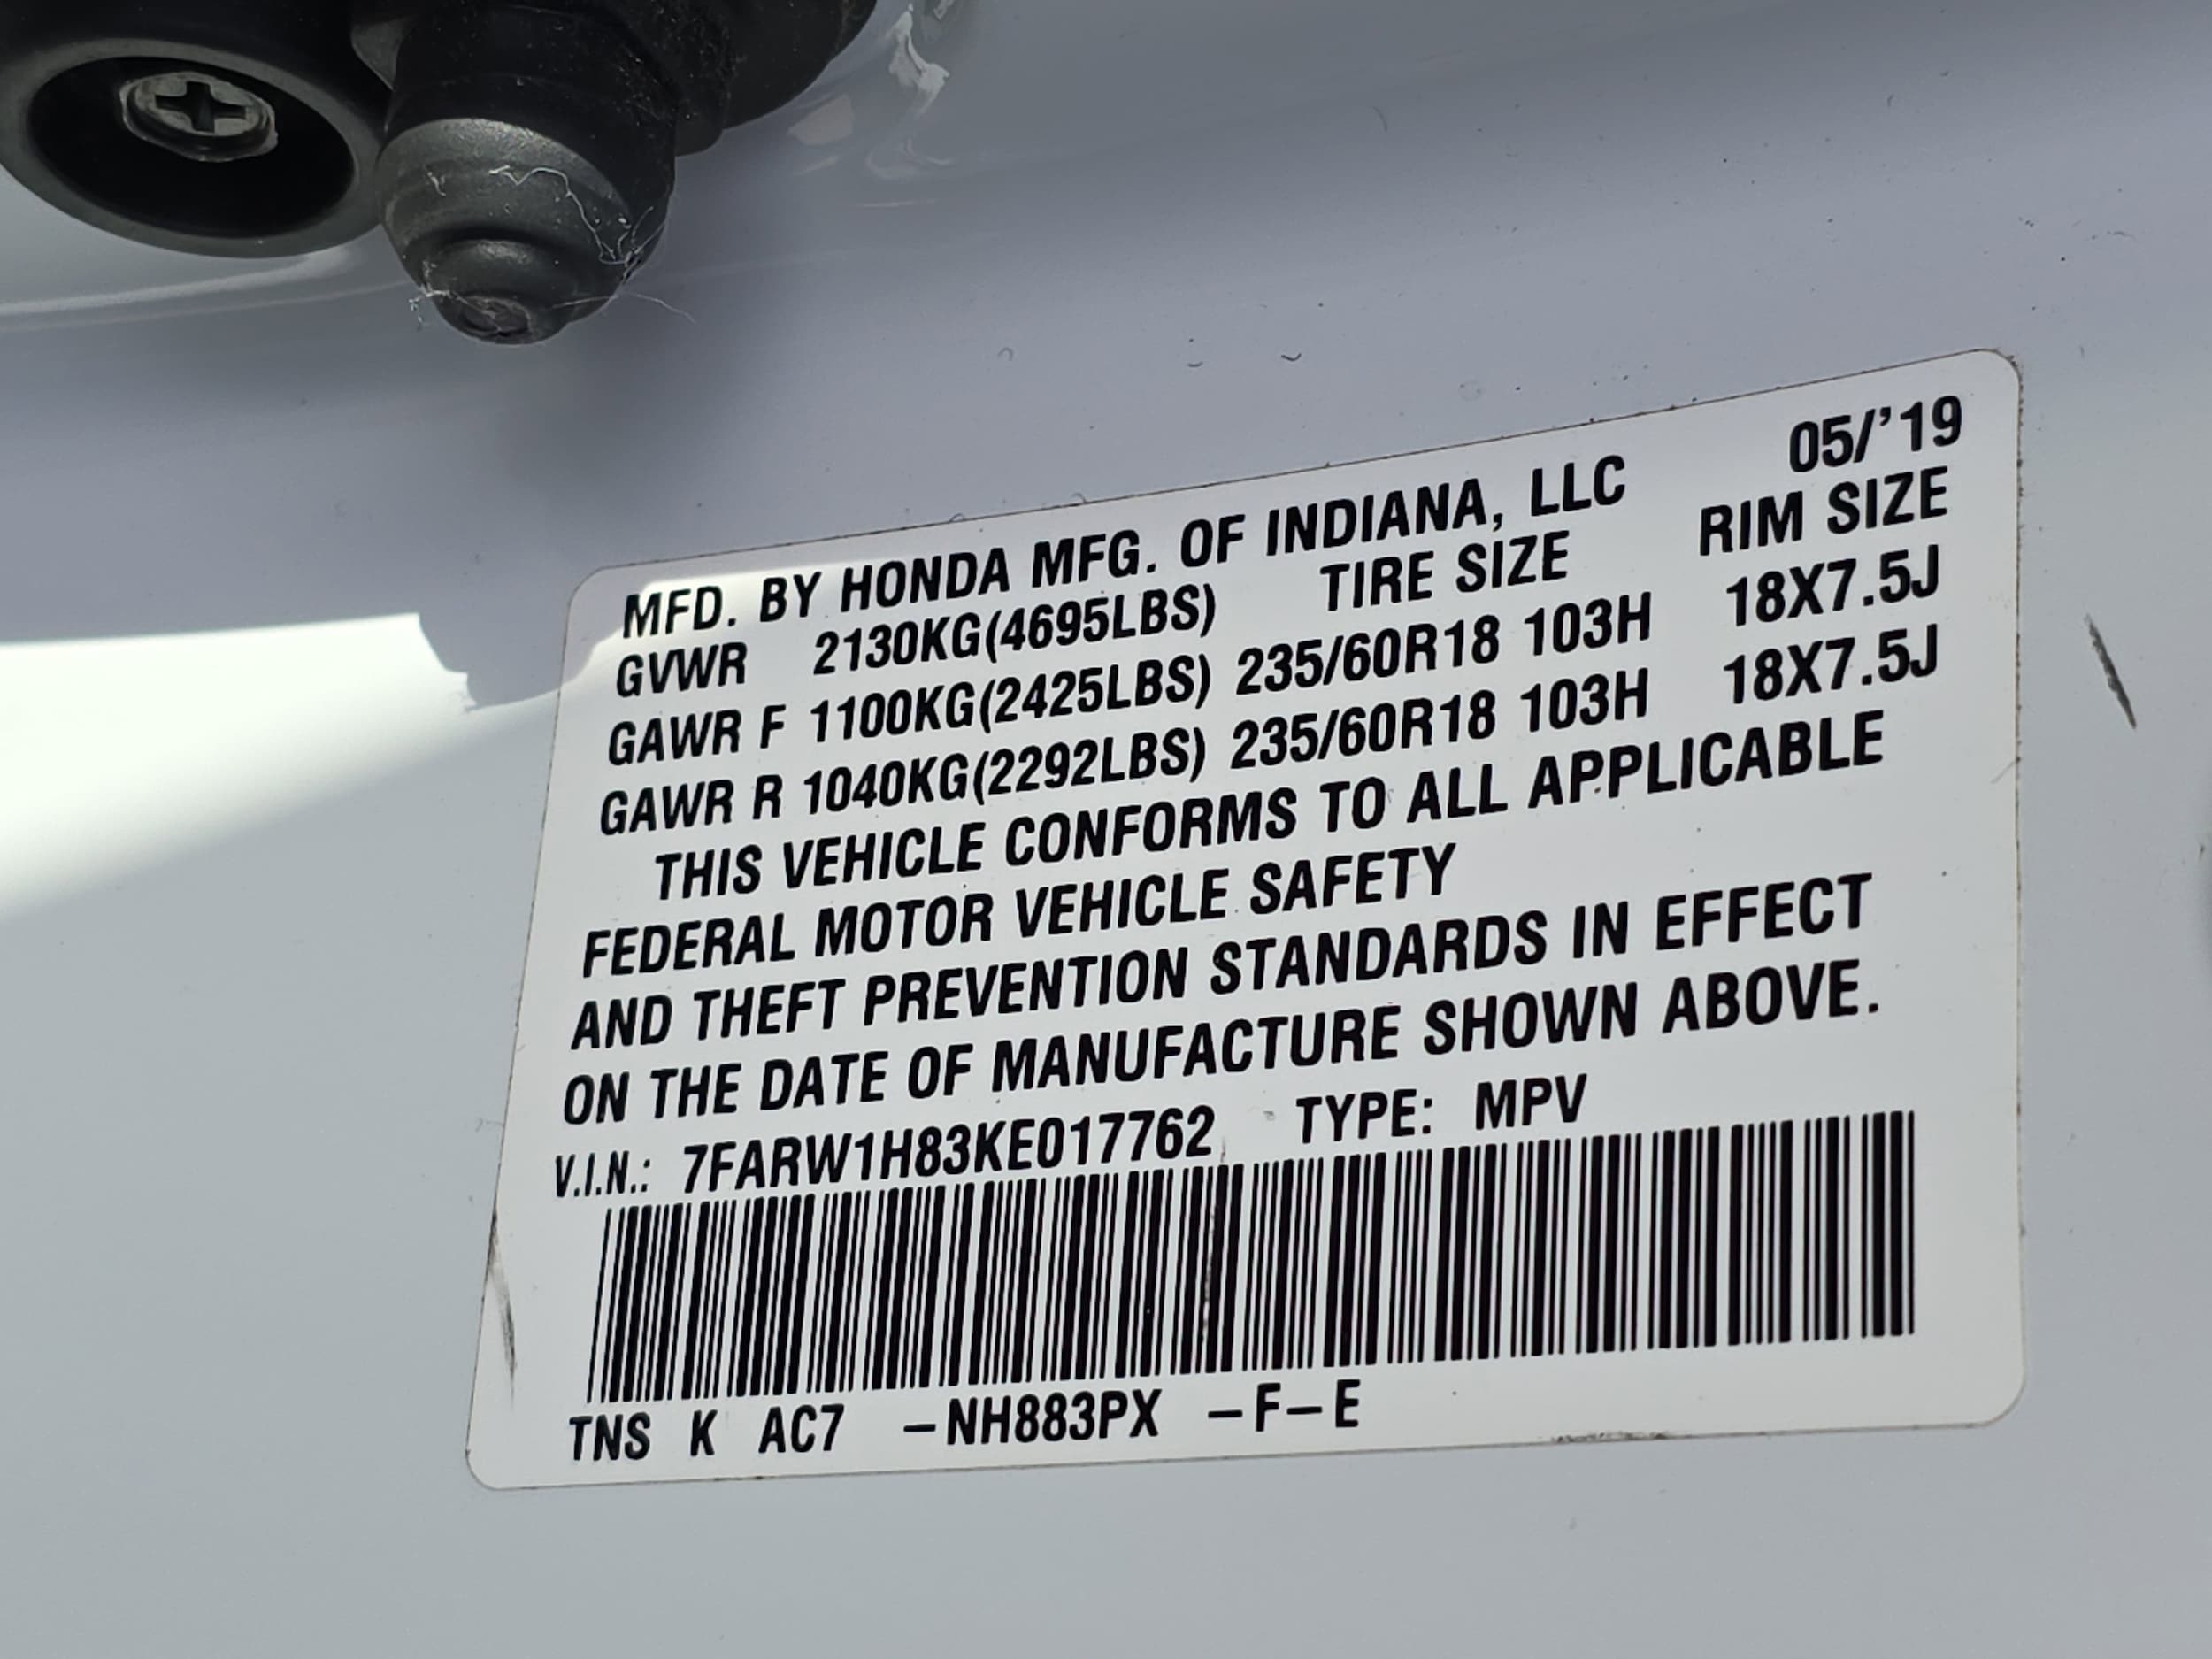 05/'19
MFD. BY HONDA MFG. OF INDIANA, LLC
GVWR 2130KG(4695LBS) TIRE SIZE RIM SIZE
GAWR F 1100KG(2425LBS) 235/60R18 103H 18X7.5J
GAWR R 1040KG(2292LBS) 235/60R18 103H 18X7.5J
THIS VEHICLE CONFORMS TO ALL APPLICABLE
FEDERAL MOTOR VEHICLE SAFETY
AND THEFT PREVENTION STANDARDS IN EFFECT
ON THE DATE OF MANUFACTURE SHOWN ABOVE.
V.I.N.: 7FARW1H83KE017762 TYPE: MPV
TNS K AC7 –NH883PX –F–E